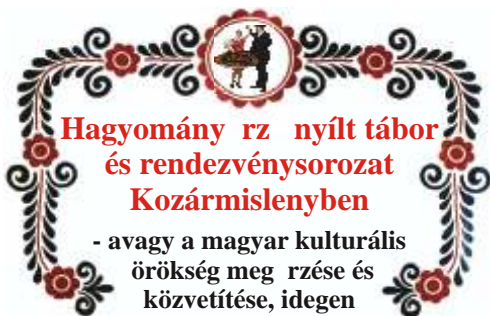 Hagyomány rz nyílt tábor
és rendezvénysorozat
Kozármislenyben
- avagy a magyar kulturális
örökség meg rzése és
közvetítése, idegen